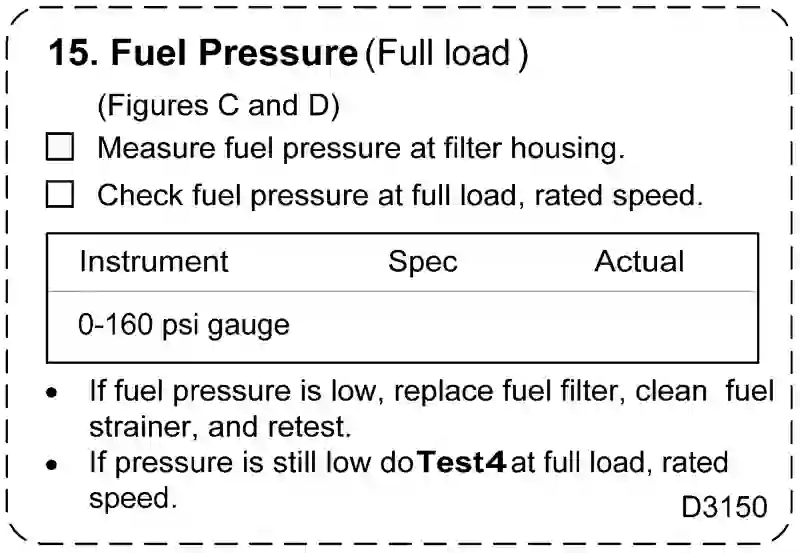 15. Fuel Pressure (Full load )
(Figures C and D)
Measure fuel pressure at filter housing.
Check fuel pressure at full load, rated speed.
Instrument Spec Actual
0-160 psi gauge
• If fuel pressure is low, replace fuel filter, clean fuel
strainer, and retest.
• If pressure is still low do Test4 at full load, rated
speed.
D3150